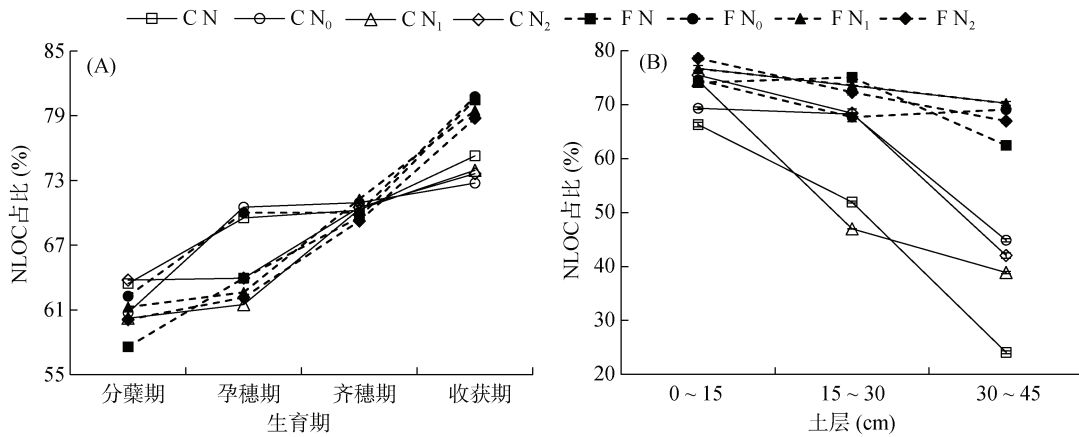 CN CN₀ CN₁ CN₂ FN FN₀ FN₁ FN₂
(A)
NLOC占比 (%)
85
79
73
67
61
55
分蘖期 孕穗期 齐穗期 收获期
生育期
(B)
NLOC占比 (%)
80
70
60
50
40
30
20
0 ~ 15 15 ~ 30 30 ~ 45
土层 (cm)